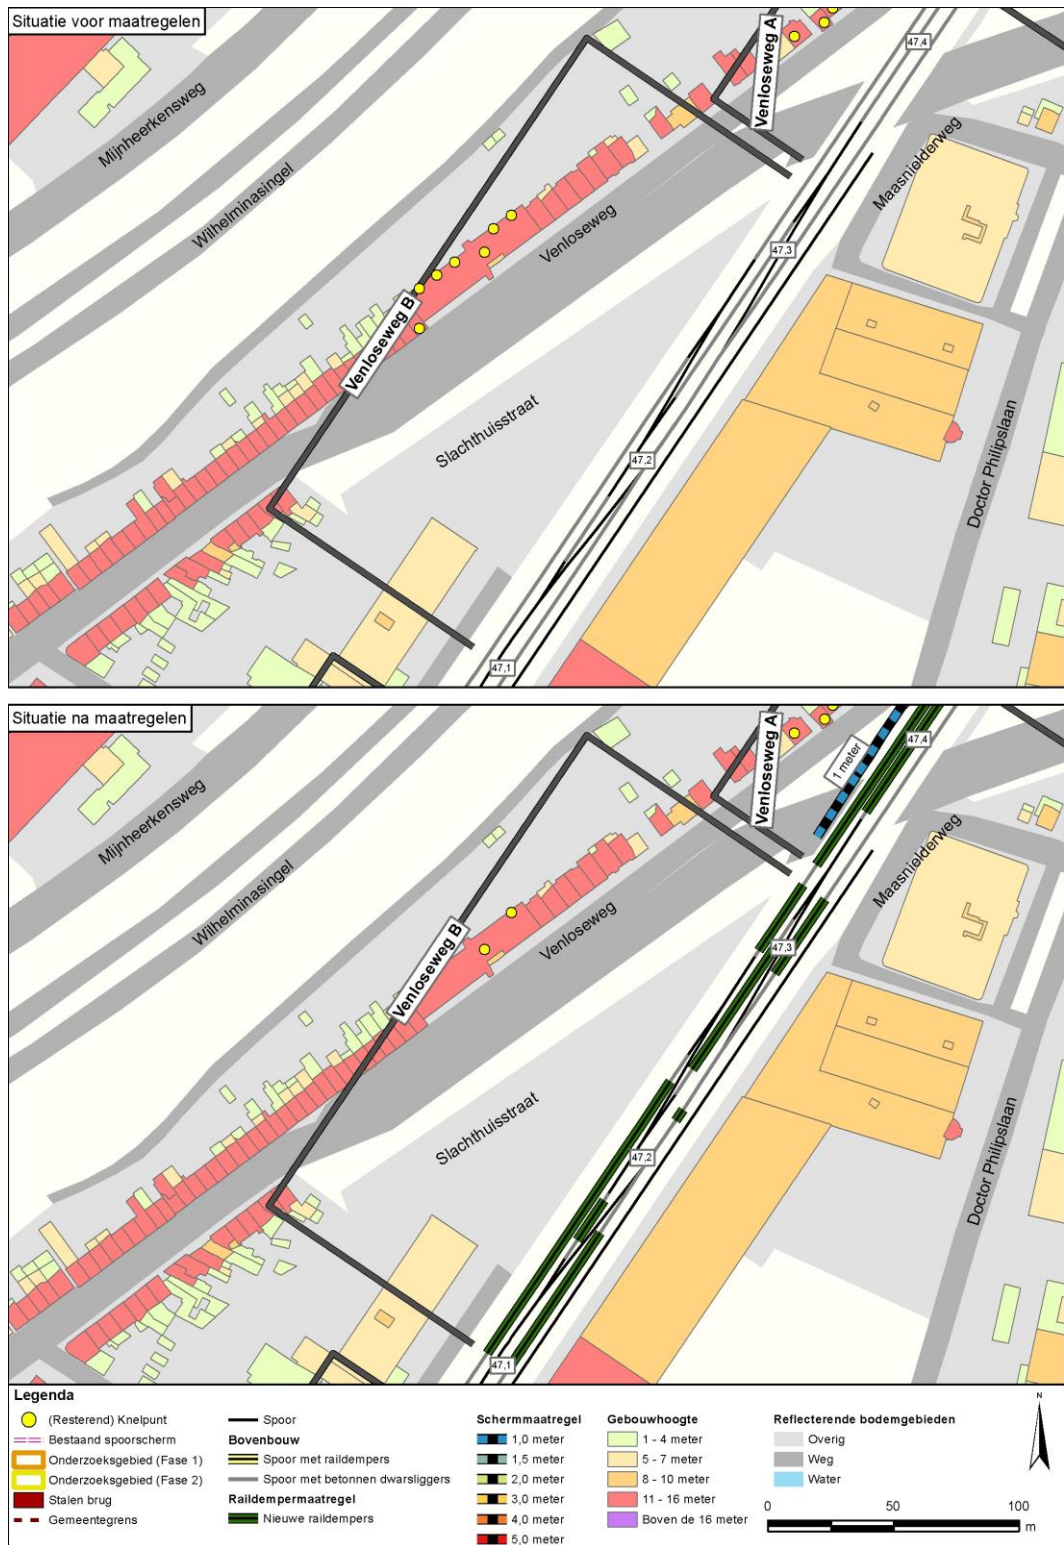 Situatie voor maatregelen
Venloseweg A
47,4
Mijnheerkensweg
Maasnielderweg
Wilhelminasingel
Venloseweg
47,3
Venloseweg B
Slachthuisstraat
47,2
Doctor Philipslaan
47,1
Situatie na maatregelen
Venloseweg A
47,4
1 meter
Mijnheerkensweg
Maasnielderweg
Wilhelminasingel
Venloseweg
47,3
Venloseweg B
Slachthuisstraat
47,2
Doctor Philipslaan
47,1
Legenda
(Resterend) Knelpunt
Bestaand spoorscherm
Onderzoeksgebied (Fase 1)
Onderzoeksgebied (Fase 2)
Stalen brug
Gemeentegrens
Spoor
Bovenbouw
Spoor met raildempers
Spoor met betonnen dwarsliggers
Raildempermaatregel
Nieuwe raildempers
Schermmaatregel
1,0 meter
1,5 meter
2,0 meter
3,0 meter
4,0 meter
5,0 meter
Gebouwhoogte
1 - 4 meter
5 - 7 meter
8 - 10 meter
11 - 16 meter
Boven de 16 meter
Reflecterende bodemgebieden
Overig
Weg
Water
N
0 50 100
m